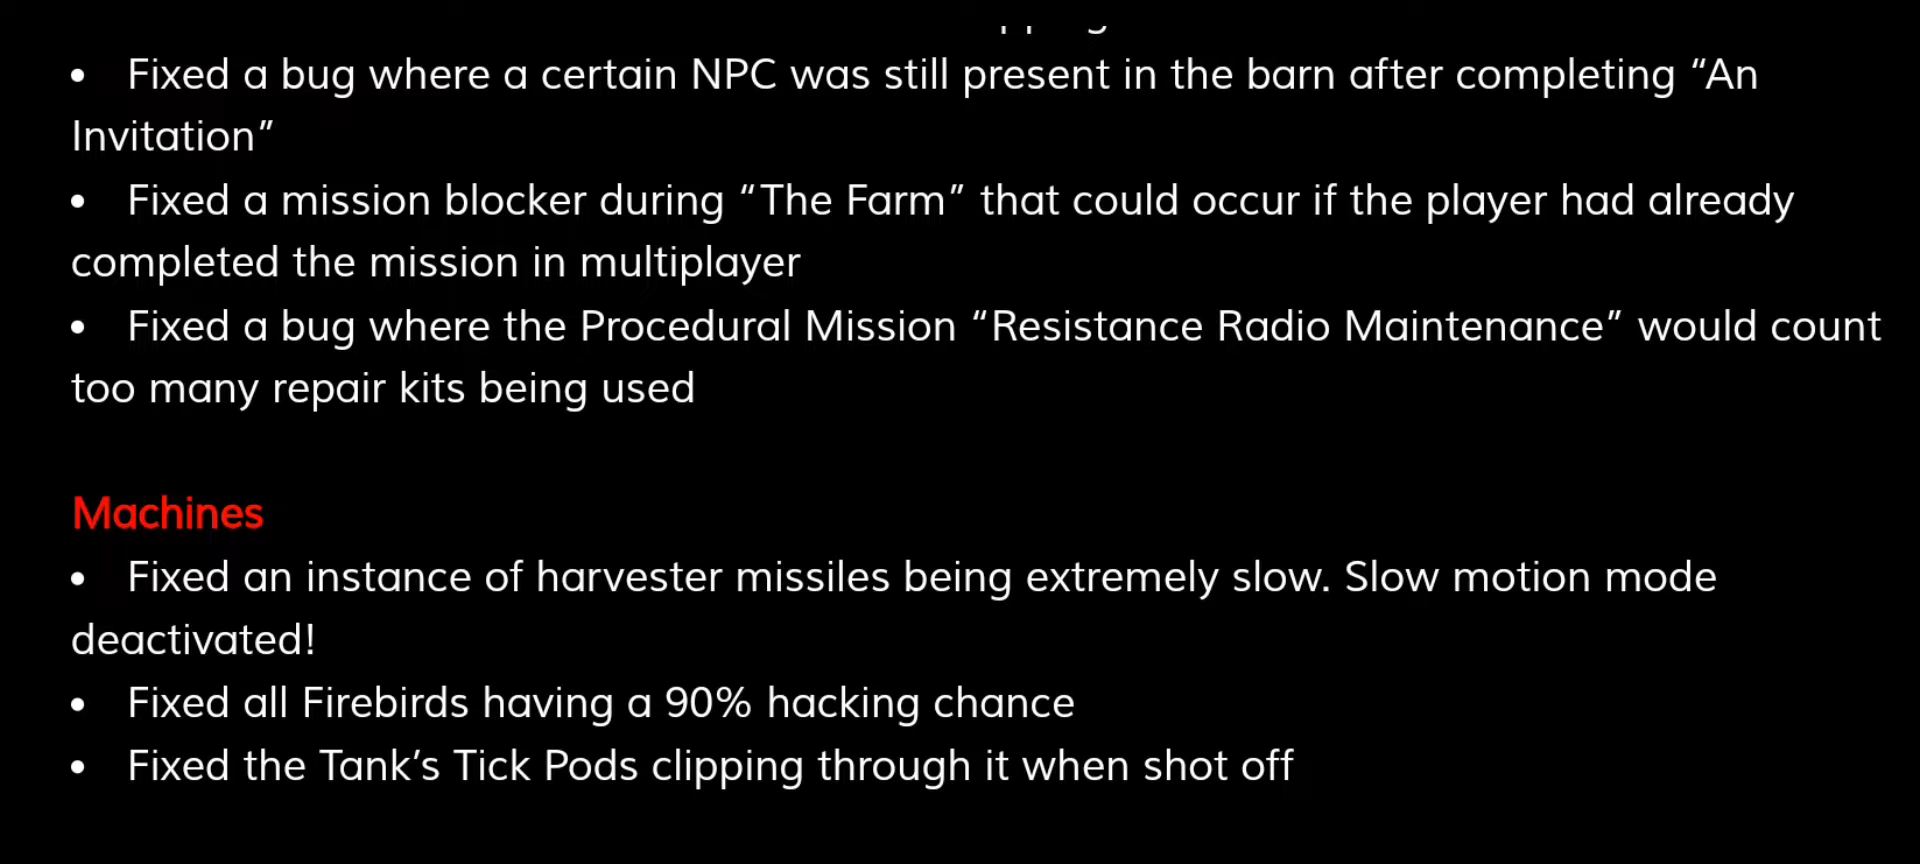 • Fixed a bug where a certain NPC was still present in the barn after completing “An
Invitation”
• Fixed a mission blocker during “The Farm” that could occur if the player had already
completed the mission in multiplayer
• Fixed a bug where the Procedural Mission “Resistance Radio Maintenance” would count
too many repair kits being used
Machines
• Fixed an instance of harvester missiles being extremely slow. Slow motion mode
deactivated!
• Fixed all Firebirds having a 90% hacking chance
• Fixed the Tank’s Tick Pods clipping through it when shot off